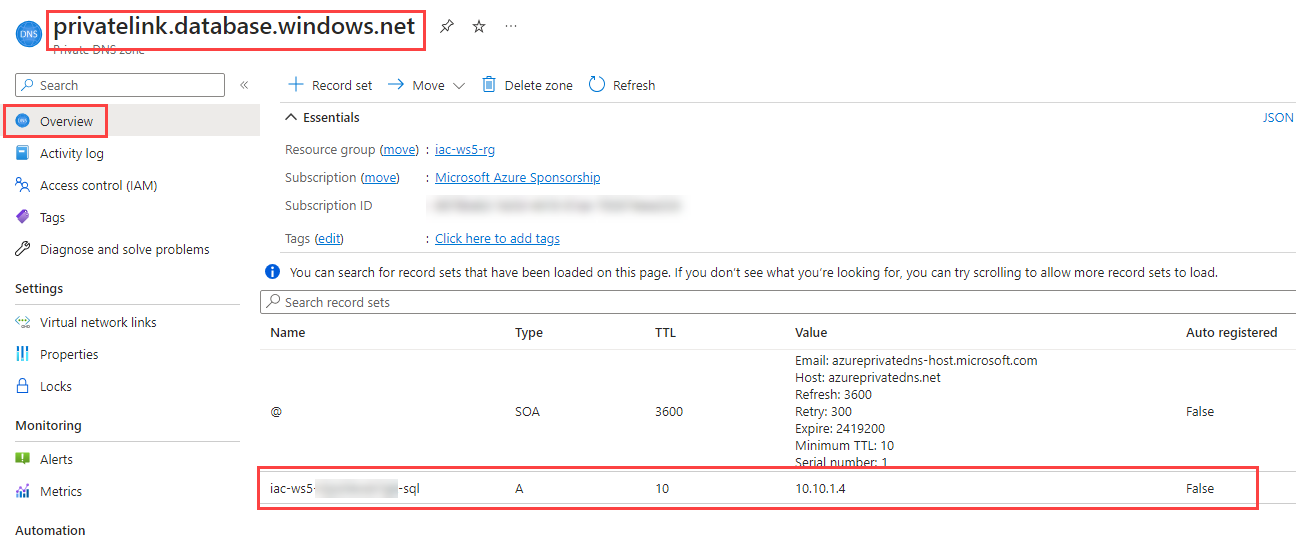 privatelink.database.windows.net
DNS
Private DNS zone
Search
Record set Move Delete zone Refresh
Overview
Essentials JSON
Activity log
Resource group (move) : iac-ws5-rg
Access control (IAM)
Subscription (move) : Microsoft Azure Sponsorship
Subscription ID
Tags
Tags (edit) : Click here to add tags
Diagnose and solve problems
You can search for record sets that have been loaded on this page. If you don't see what you're looking for, you can try scrolling to allow more record sets to load.
Settings
Search record sets
Virtual network links
Name Type TTL Value Auto registered
Properties
Email: azureprivatedns-host.microsoft.com
Host: azureprivatedns.net
Locks
Refresh: 3600
@ SOA 3600 Retry: 300 False
Monitoring
Expire: 2419200
Minimum TTL: 10
Alerts
Serial number: 1
Metrics
iac-ws5- -sql A 10 10.10.1.4 False
Automation